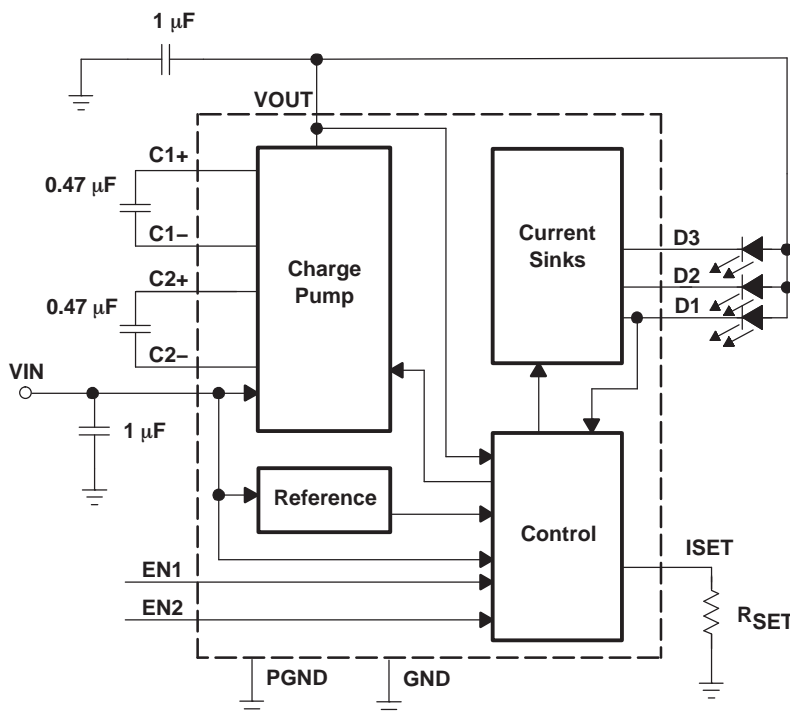 1 μF
VOUT
C1+
0.47 μF
C1−
C2+
0.47 μF
C2−
Charge
Pump
Current
Sinks
D3
D2
D1
VIN
1 μF
Reference
Control
ISET
EN1
EN2
RSET
PGND
GND